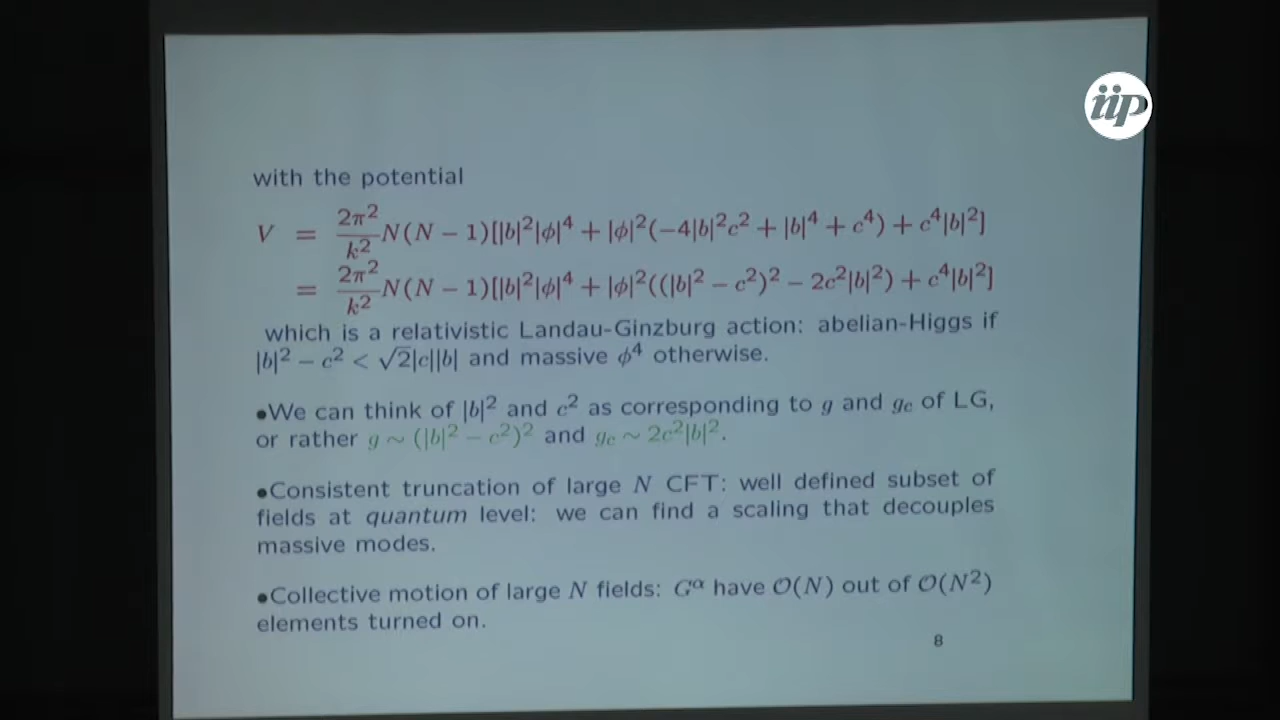 iip
with the potential
V = 2π²/k² N(N − 1)[|b|²|ϕ|⁴ + |ϕ|²(−4|b|²c² + |b|⁴ + c⁴) + c⁴|b|²]
= 2π²/k² N(N − 1)[|b|²|ϕ|⁴ + |ϕ|²((|b|² − c²)² − 2c²|b|²) + c⁴|b|²]
which is a relativistic Landau-Ginzburg action: abelian-Higgs if
|b|² − c² < √2|c||b| and massive ϕ⁴ otherwise.
•We can think of |b|² and c² as corresponding to g and g_c of LG,
or rather g ∼ (|b|² − c²)² and g_c ∼ 2c²|b|².
•Consistent truncation of large N CFT: well defined subset of
fields at quantum level: we can find a scaling that decouples
massive modes.
•Collective motion of large N fields: G^α have O(N) out of O(N²)
elements turned on.
8